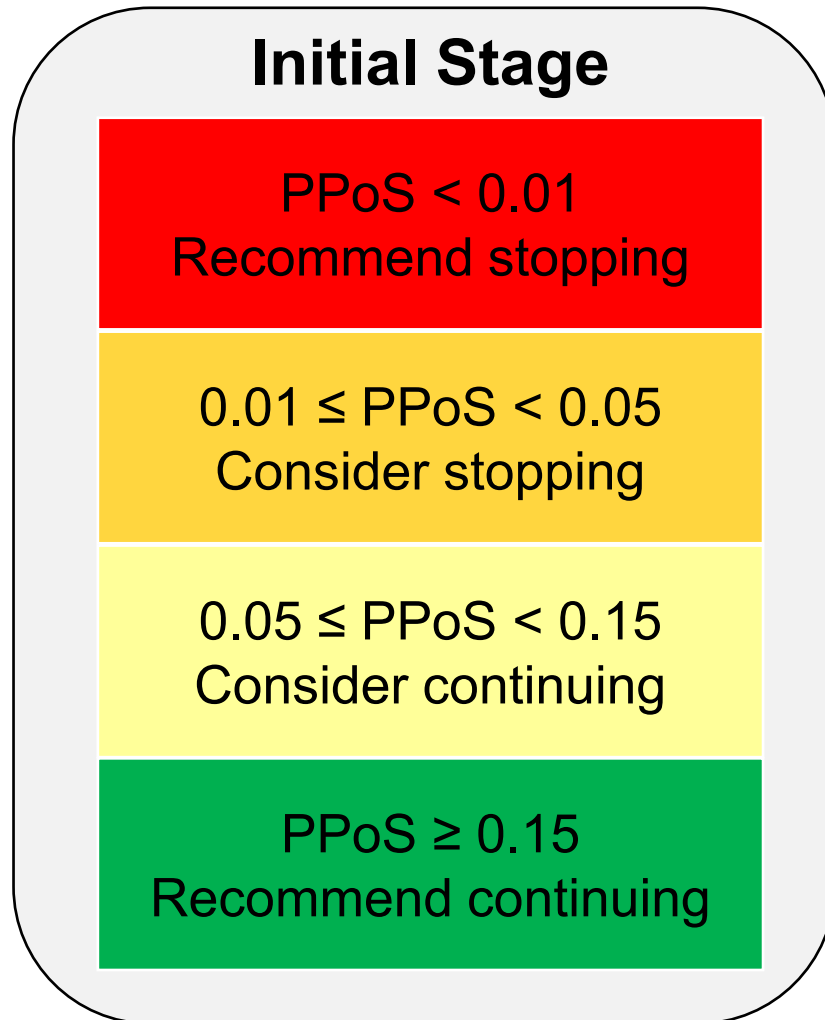 Initial Stage
PPoS < 0.01
Recommend stopping
0.01 ≤ PPoS < 0.05
Consider stopping
0.05 ≤ PPoS < 0.15
Consider continuing
PPoS ≥ 0.15
Recommend continuing